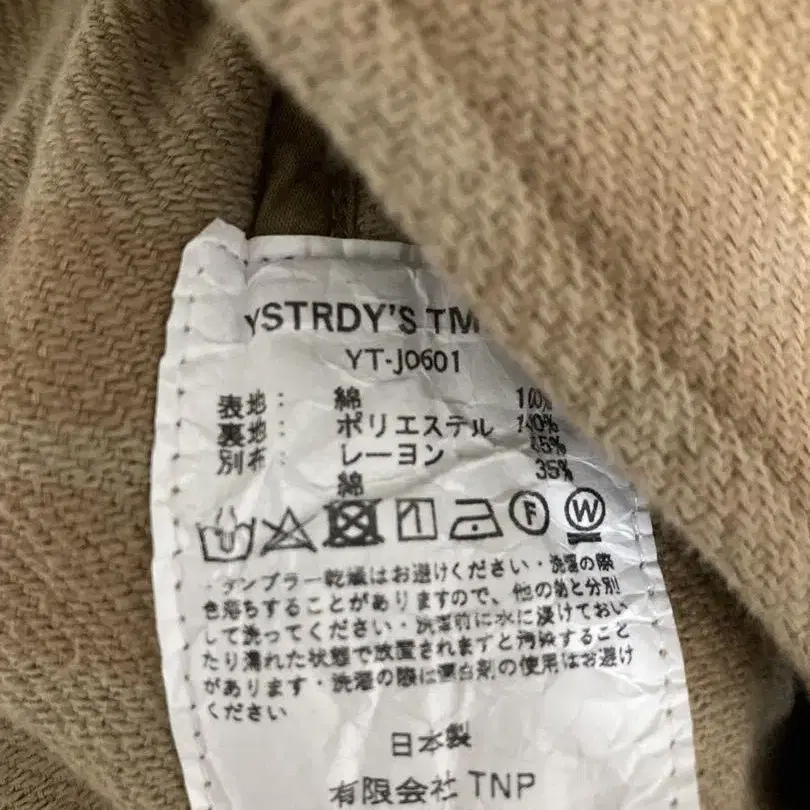 YSTRDY'S TM
YT-J0601
表地: 綿 100%
裏地: ポリエステル 100%
別布: レーヨン 65%
綿 35%
F W
タンブラー乾燥はお避けください・洗濯の際
色落ちすることがありますので、他の物と分別
して洗ってください・洗濯前に水に浸けておい
たり濡れた状態で放置されますと汚染すること
があります・洗濯の際に漂白剤の使用はお避け
ください
日本製
有限会社 TNP